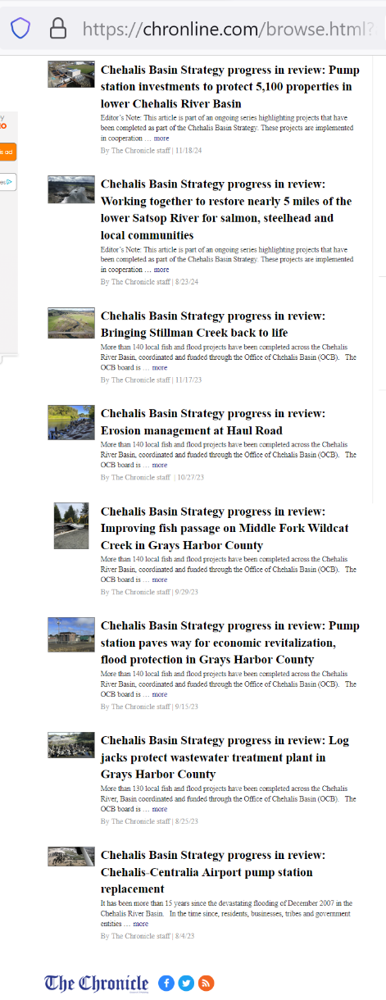 https://chronline.com/browse.html?
Chehalis Basin Strategy progress in review: Pump
station investments to protect 5,100 properties in
lower Chehalis River Basin
Editor's Note: This article is part of an ongoing series highlighting projects that have
been completed as part of the Chehalis Basin Strategy. These projects are implemented
in cooperation … more
By The Chronicle staff | 11/18/24
is ad
Chehalis Basin Strategy progress in review:
Working together to restore nearly 5 miles of the
lower Satsop River for salmon, steelhead and
local communities
Editor's Note: This article is part of an ongoing series highlighting projects that have
been completed as part of the Chehalis Basin Strategy. These projects are implemented
in cooperation … more
By The Chronicle staff | 8/23/24
Chehalis Basin Strategy progress in review:
Bringing Stillman Creek back to life
More than 140 local fish and flood projects have been completed across the Chehalis
River Basin, coordinated and funded through the Office of Chehalis Basin (OCB). The
OCB board is … more
By The Chronicle staff | 11/17/23
Chehalis Basin Strategy progress in review:
Erosion management at Haul Road
More than 140 local fish and flood projects have been completed across the Chehalis
River Basin, coordinated and funded through the Office of Chehalis Basin (OCB). The
OCB board is … more
By The Chronicle staff | 10/27/23
Chehalis Basin Strategy progress in review:
Improving fish passage on Middle Fork Wildcat
Creek in Grays Harbor County
More than 140 local fish and flood projects have been completed across the Chehalis
River Basin, coordinated and funded through the Office of Chehalis Basin (OCB). The
OCB board is … more
By The Chronicle staff | 9/29/23
Chehalis Basin Strategy progress in review: Pump
station paves way for economic revitalization,
flood protection in Grays Harbor County
More than 140 local fish and flood projects have been completed across the Chehalis
River Basin, coordinated and funded through the Office of Chehalis Basin (OCB). The
OCB board is … more
By The Chronicle staff | 9/15/23
Chehalis Basin Strategy progress in review: Log
jacks protect wastewater treatment plant in
Grays Harbor County
More than 130 local fish and flood projects have been completed across the Chehalis
River, Basin coordinated and funded through the Office of Chehalis Basin (OCB). The
OCB board is … more
By The Chronicle staff | 8/25/23
Chehalis Basin Strategy progress in review:
Chehalis-Centralia Airport pump station
replacement
It has been more than 15 years since the devastating flooding of December 2007 in the
Chehalis River Basin. In the time since, residents, businesses, tribes and government
entities … more
By The Chronicle staff | 8/4/23
The Chronicle